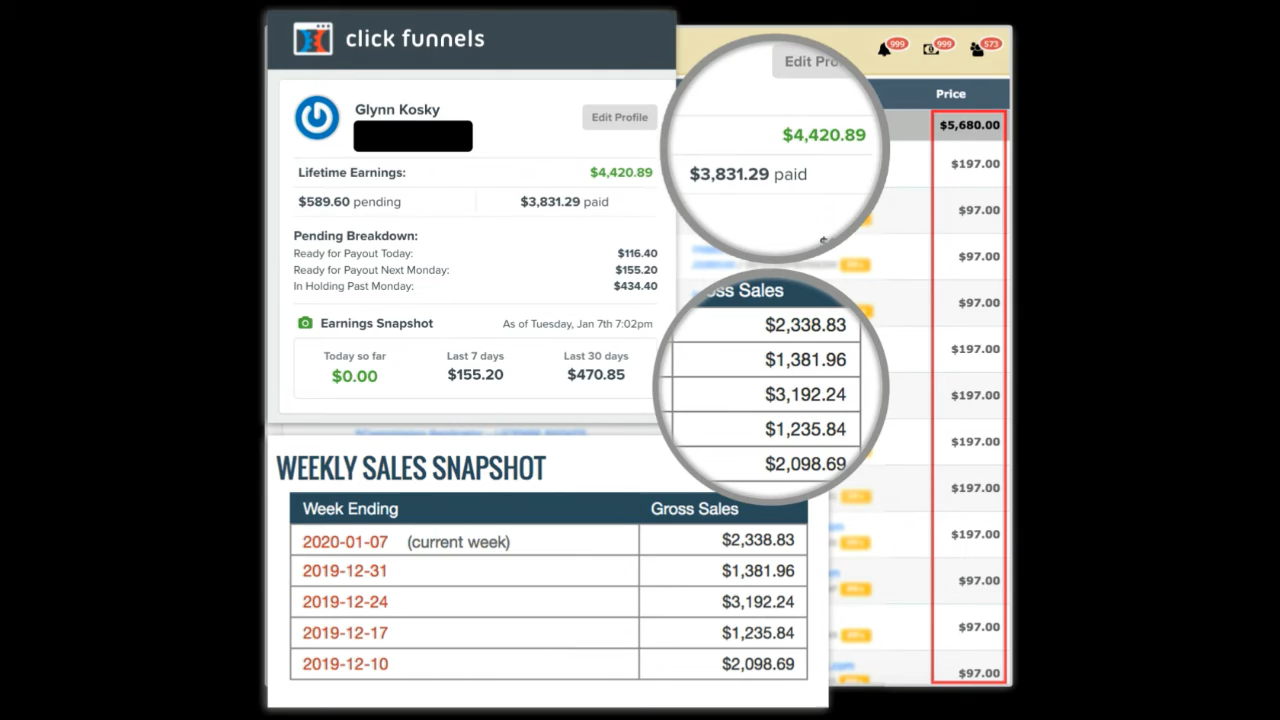 click funnels
Glynn Kosky
Edit Profile
Lifetime Earnings: $4,420.89
$589.60 pending $3,831.29 paid
Pending Breakdown:
Ready for Payout Today: $116.40
Ready for Payout Next Monday: $155.20
In Holding Past Monday: $434.40
Earnings Snapshot As of Tuesday, Jan 7th 7:02pm
Today so far Last 7 days Last 30 days
$0.00 $155.20 $470.85
WEEKLY SALES SNAPSHOT
Week Ending Gross Sales
2020-01-07 (current week) $2,338.83
2019-12-31 $1,381.96
2019-12-24 $3,192.24
2019-12-17 $1,235.84
2019-12-10 $2,098.69
Edit Pro
$4,420.89
$3,831.29 paid
oss Sales
$2,338.83
$1,381.96
$3,192.24
$1,235.84
$2,098.69
999 999 573
Price
$5,680.00
$197.00
$97.00
$97.00
$97.00
$197.00
$197.00
$197.00
$197.00
$197.00
$97.00
$97.00
$97.00